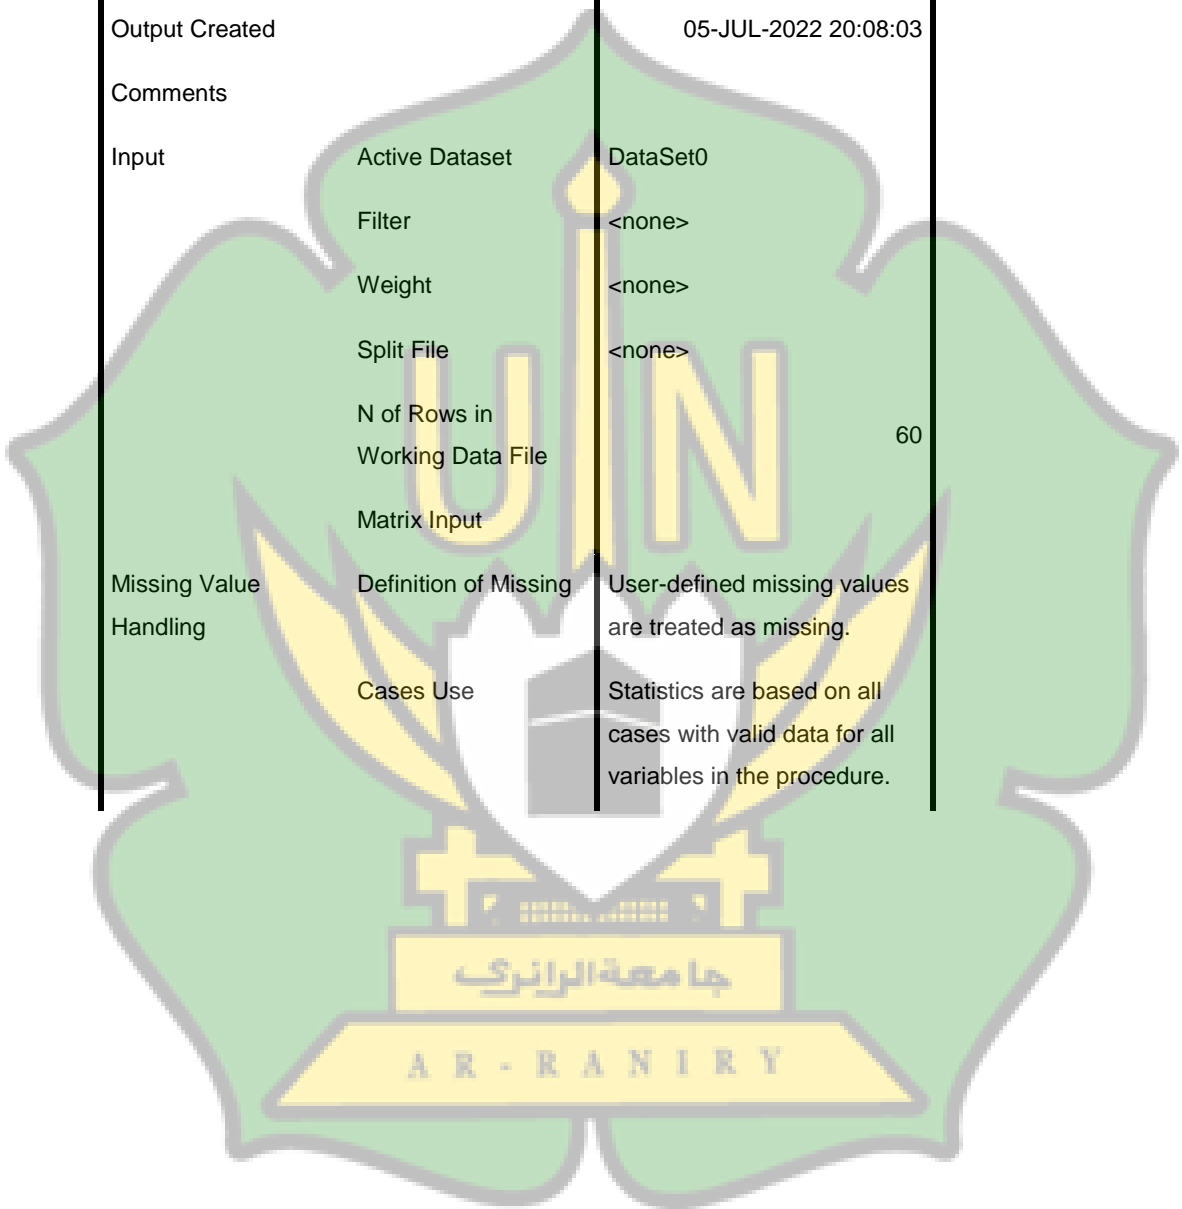 Output Created 05-JUL-2022 20:08:03
Comments
Input Active Dataset DataSet0
Filter <none>
Weight <none>
Split File <none>
N of Rows in
Working Data File 60
Matrix Input
Missing Value Definition of Missing User-defined missing values
Handling are treated as missing.
Cases Use Statistics are based on all
cases with valid data for all
variables in the procedure.
UIN
جامعة الرانري
AR-RANIRY